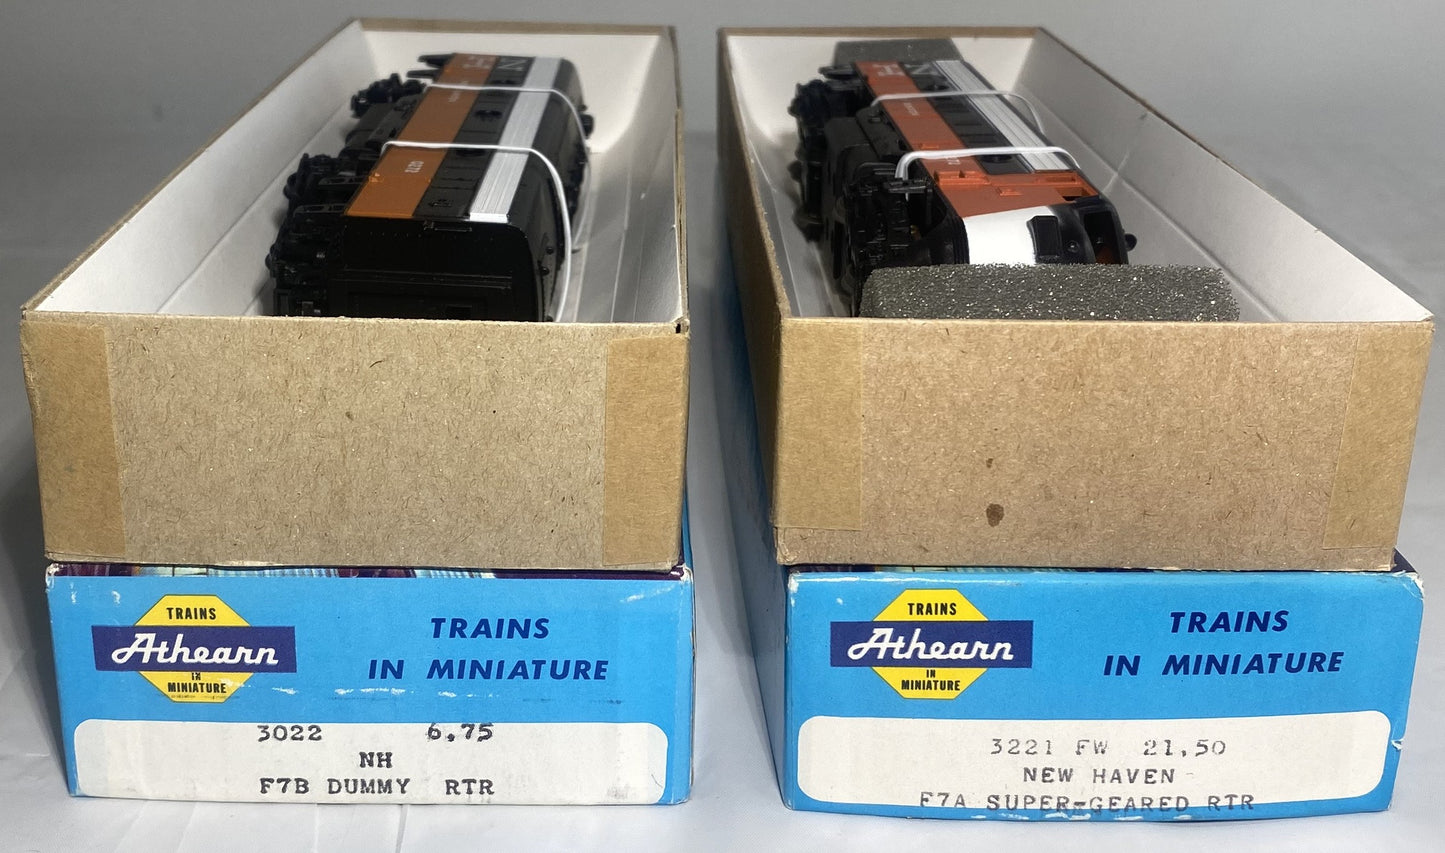 N
H
0272
TRAINS
Athearn
IN
MINIATURE
TRAINS
IN MINIATURE
3022 6.75
NH
F7B DUMMY RTR
N
H
TRAINS
Athearn
IN
MINIATURE
TRAINS
IN MINIATURE
3221 FW 21.50
NEW HAVEN
F7A SUPER-GEARED RTR